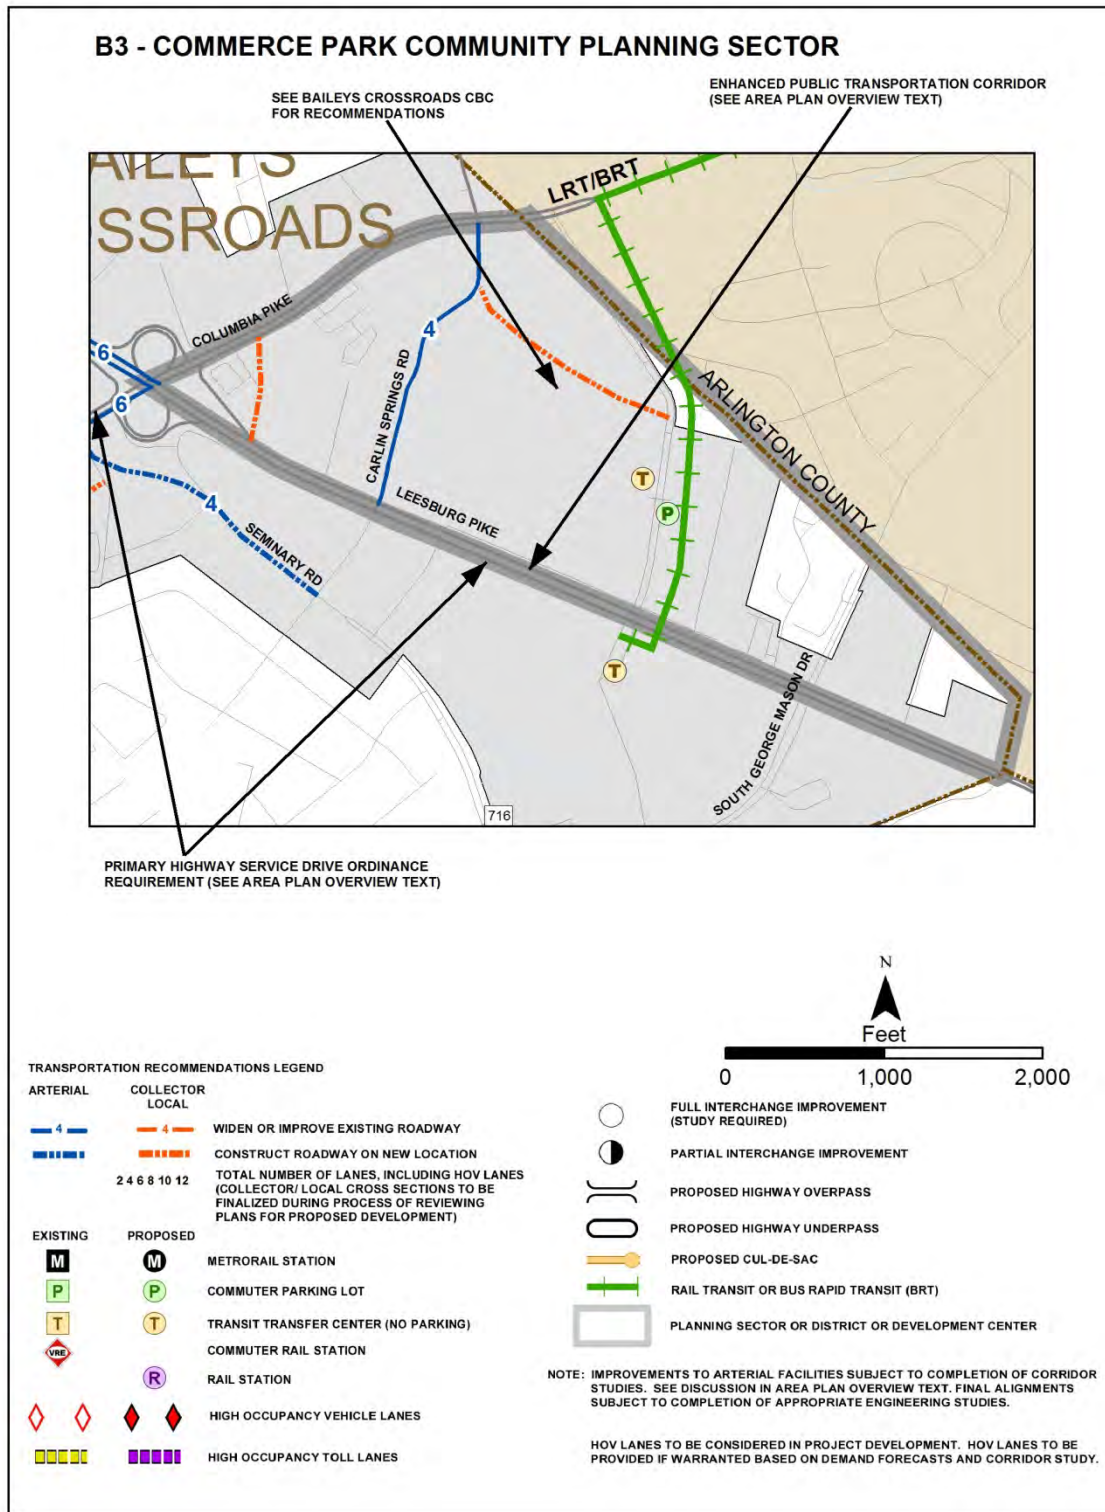 B3 - COMMERCE PARK COMMUNITY PLANNING SECTOR
SEE BAILEYS CROSSROADS CBC
FOR RECOMMENDATIONS
ENHANCED PUBLIC TRANSPORTATION CORRIDOR
(SEE AREA PLAN OVERVIEW TEXT)
AILEYS
SSROADS
LRT/BRT
COLUMBIA PIKE
6
6
4
CARLIN SPRINGS RD
ARLINGTON COUNTY
LEESBURG PIKE
4
SEMINARY RD
T
P
T
SOUTH GEORGE MASON DR
716
PRIMARY HIGHWAY SERVICE DRIVE ORDINANCE
REQUIREMENT (SEE AREA PLAN OVERVIEW TEXT)
N
Feet
0 1,000 2,000
TRANSPORTATION RECOMMENDATIONS LEGEND
ARTERIAL
COLLECTOR
LOCAL
4 4 WIDEN OR IMPROVE EXISTING ROADWAY
CONSTRUCT ROADWAY ON NEW LOCATION
2 4 6 8 10 12 TOTAL NUMBER OF LANES, INCLUDING HOV LANES
(COLLECTOR/ LOCAL CROSS SECTIONS TO BE
FINALIZED DURING PROCESS OF REVIEWING
PLANS FOR PROPOSED DEVELOPMENT)
EXISTING PROPOSED
M M METRORAIL STATION
P P COMMUTER PARKING LOT
T T TRANSIT TRANSFER CENTER (NO PARKING)
VRE COMMUTER RAIL STATION
R RAIL STATION
HIGH OCCUPANCY VEHICLE LANES
HIGH OCCUPANCY TOLL LANES
FULL INTERCHANGE IMPROVEMENT
(STUDY REQUIRED)
PARTIAL INTERCHANGE IMPROVEMENT
PROPOSED HIGHWAY OVERPASS
PROPOSED HIGHWAY UNDERPASS
PROPOSED CUL-DE-SAC
RAIL TRANSIT OR BUS RAPID TRANSIT (BRT)
PLANNING SECTOR OR DISTRICT OR DEVELOPMENT CENTER
NOTE: IMPROVEMENTS TO ARTERIAL FACILITIES SUBJECT TO COMPLETION OF CORRIDOR
STUDIES. SEE DISCUSSION IN AREA PLAN OVERVIEW TEXT. FINAL ALIGNMENTS
SUBJECT TO COMPLETION OF APPROPRIATE ENGINEERING STUDIES.
HOV LANES TO BE CONSIDERED IN PROJECT DEVELOPMENT. HOV LANES TO BE
PROVIDED IF WARRANTED BASED ON DEMAND FORECASTS AND CORRIDOR STUDY.